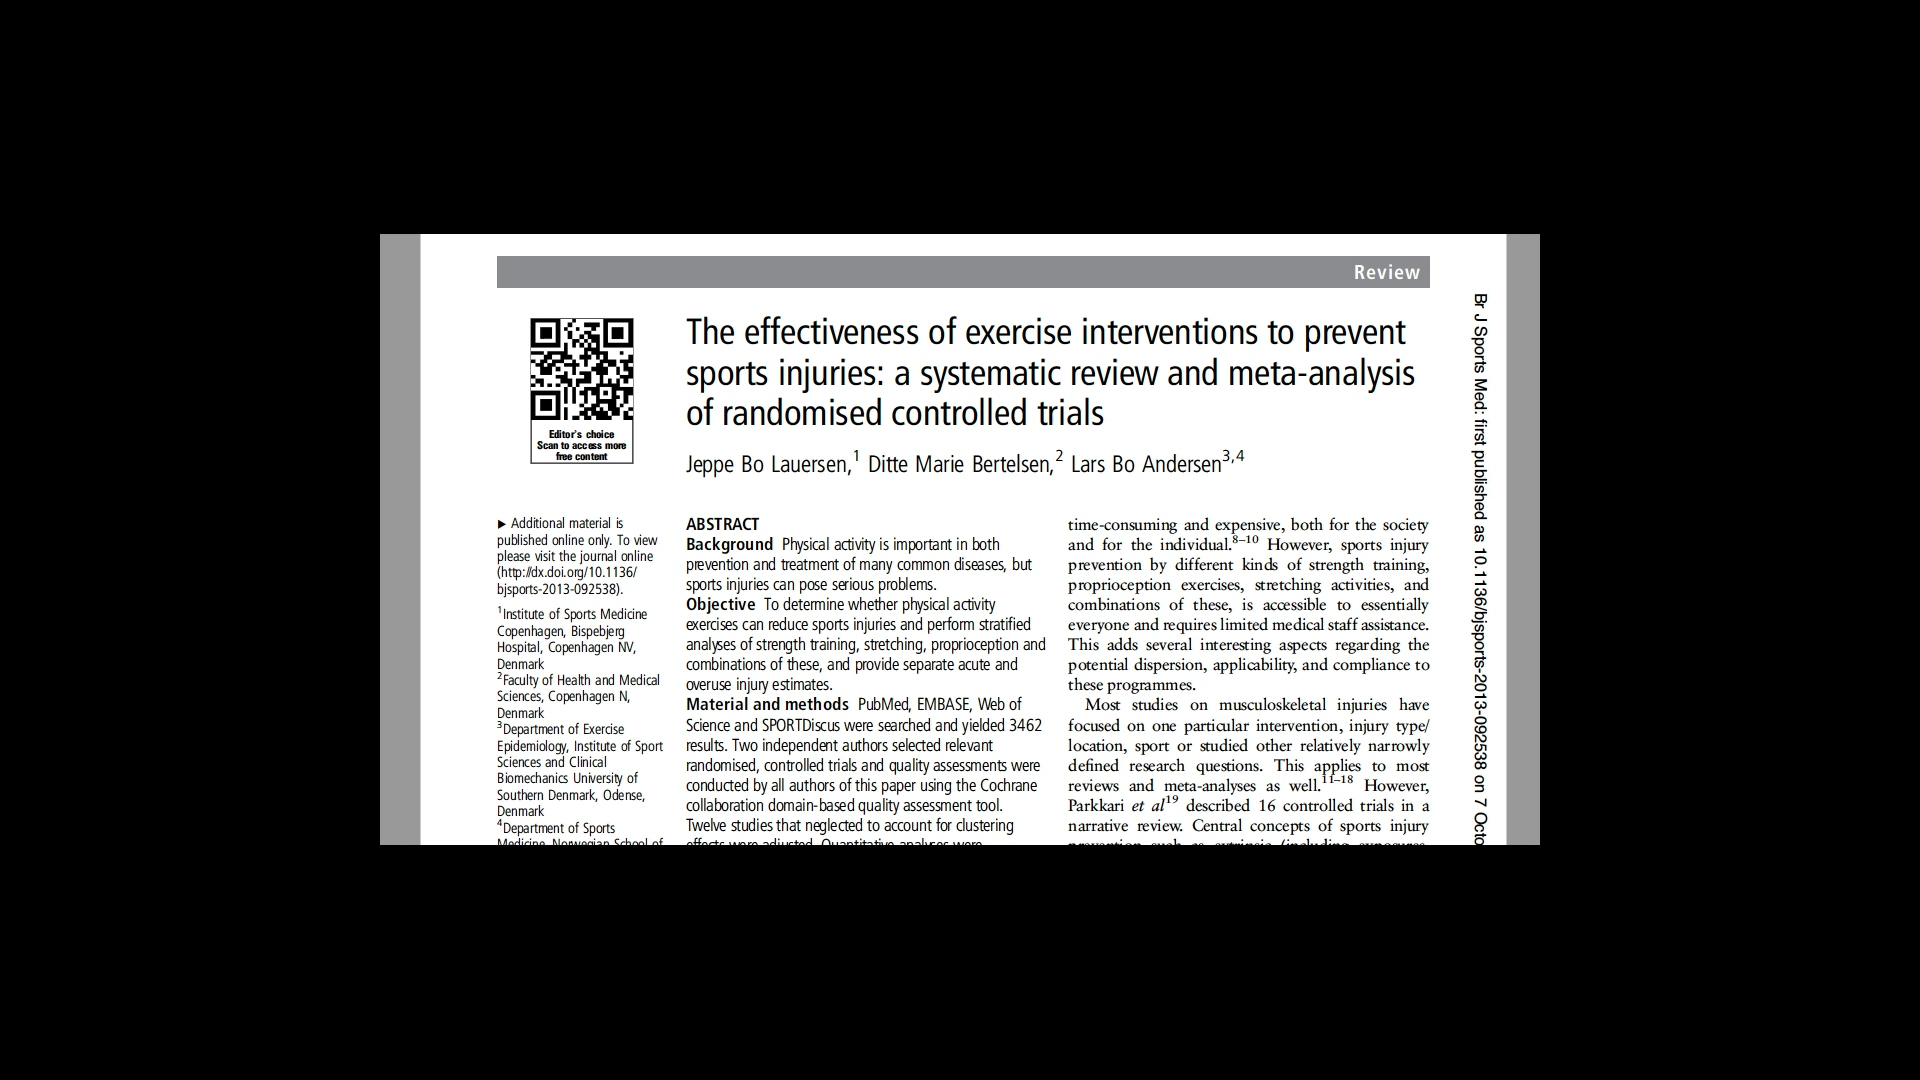 Review
The effectiveness of exercise interventions to prevent
sports injuries: a systematic review and meta-analysis
of randomised controlled trials
Jeppe Bo Lauersen,1 Ditte Marie Bertelsen,2 Lars Bo Andersen3,4
Editor's choice
Scan to access more
free content
▶ Additional material is
published online only. To view
please visit the journal online
(http://dx.doi.org/10.1136/
bjsports-2013-092538).
1Institute of Sports Medicine
Copenhagen, Bispebjerg
Hospital, Copenhagen NV,
Denmark
2Faculty of Health and Medical
Sciences, Copenhagen N,
Denmark
3Department of Exercise
Epidemiology, Institute of Sport
Sciences and Clinical
Biomechanics University of
Southern Denmark, Odense,
Denmark
4Department of Sports
Medicine, Norwegian School of
ABSTRACT
Background Physical activity is important in both
prevention and treatment of many common diseases, but
sports injuries can pose serious problems.
Objective To determine whether physical activity
exercises can reduce sports injuries and perform stratified
analyses of strength training, stretching, proprioception and
combinations of these, and provide separate acute and
overuse injury estimates.
Material and methods PubMed, EMBASE, Web of
Science and SPORTDiscus were searched and yielded 3462
results. Two independent authors selected relevant
randomised, controlled trials and quality assessments were
conducted by all authors of this paper using the Cochrane
collaboration domain-based quality assessment tool.
Twelve studies that neglected to account for clustering
effects were adjusted. Quantitative analyses were
time-consuming and expensive, both for the society
and for the individual.8–10 However, sports injury
prevention by different kinds of strength training,
proprioception exercises, stretching activities, and
combinations of these, is accessible to essentially
everyone and requires limited medical staff assistance.
This adds several interesting aspects regarding the
potential dispersion, applicability, and compliance to
these programmes.
Most studies on musculoskeletal injuries have
focused on one particular intervention, injury type/
location, sport or studied other relatively narrowly
defined research questions. This applies to most
reviews and meta-analyses as well.11–18 However,
Parkkari et al19 described 16 controlled trials in a
narrative review. Central concepts of sports injury
prevention such as extrinsic (including exposures,
Br J Sports Med: first published as 10.1136/bjsports-2013-092538 on 7 Octo